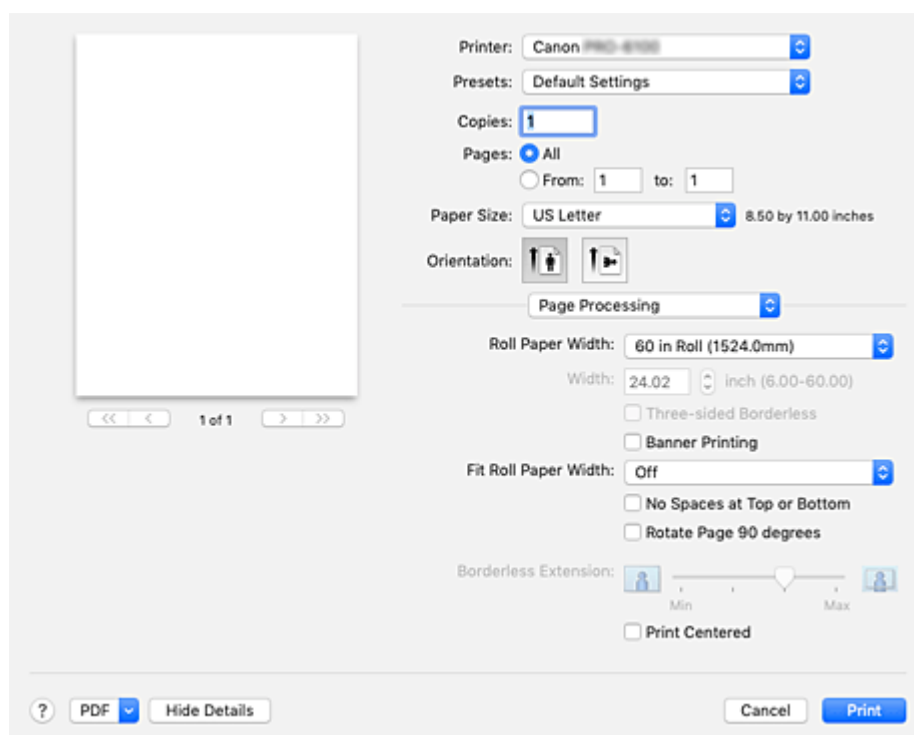 Printer: Canon
Presets: Default Settings
Copies: 1
Pages: All
From: 1 to: 1
Paper Size: US Letter 8.50 by 11.00 inches
Orientation:
Page Processing
Roll Paper Width: 60 in Roll (1524.0mm)
Width: 24.02 inch (6.00-60.00)
Three-sided Borderless
Banner Printing
Fit Roll Paper Width: Off
No Spaces at Top or Bottom
Rotate Page 90 degrees
Borderless Extension:
Min Max
Print Centered
<< < 1 of 1 > >>
? PDF Hide Details Cancel Print